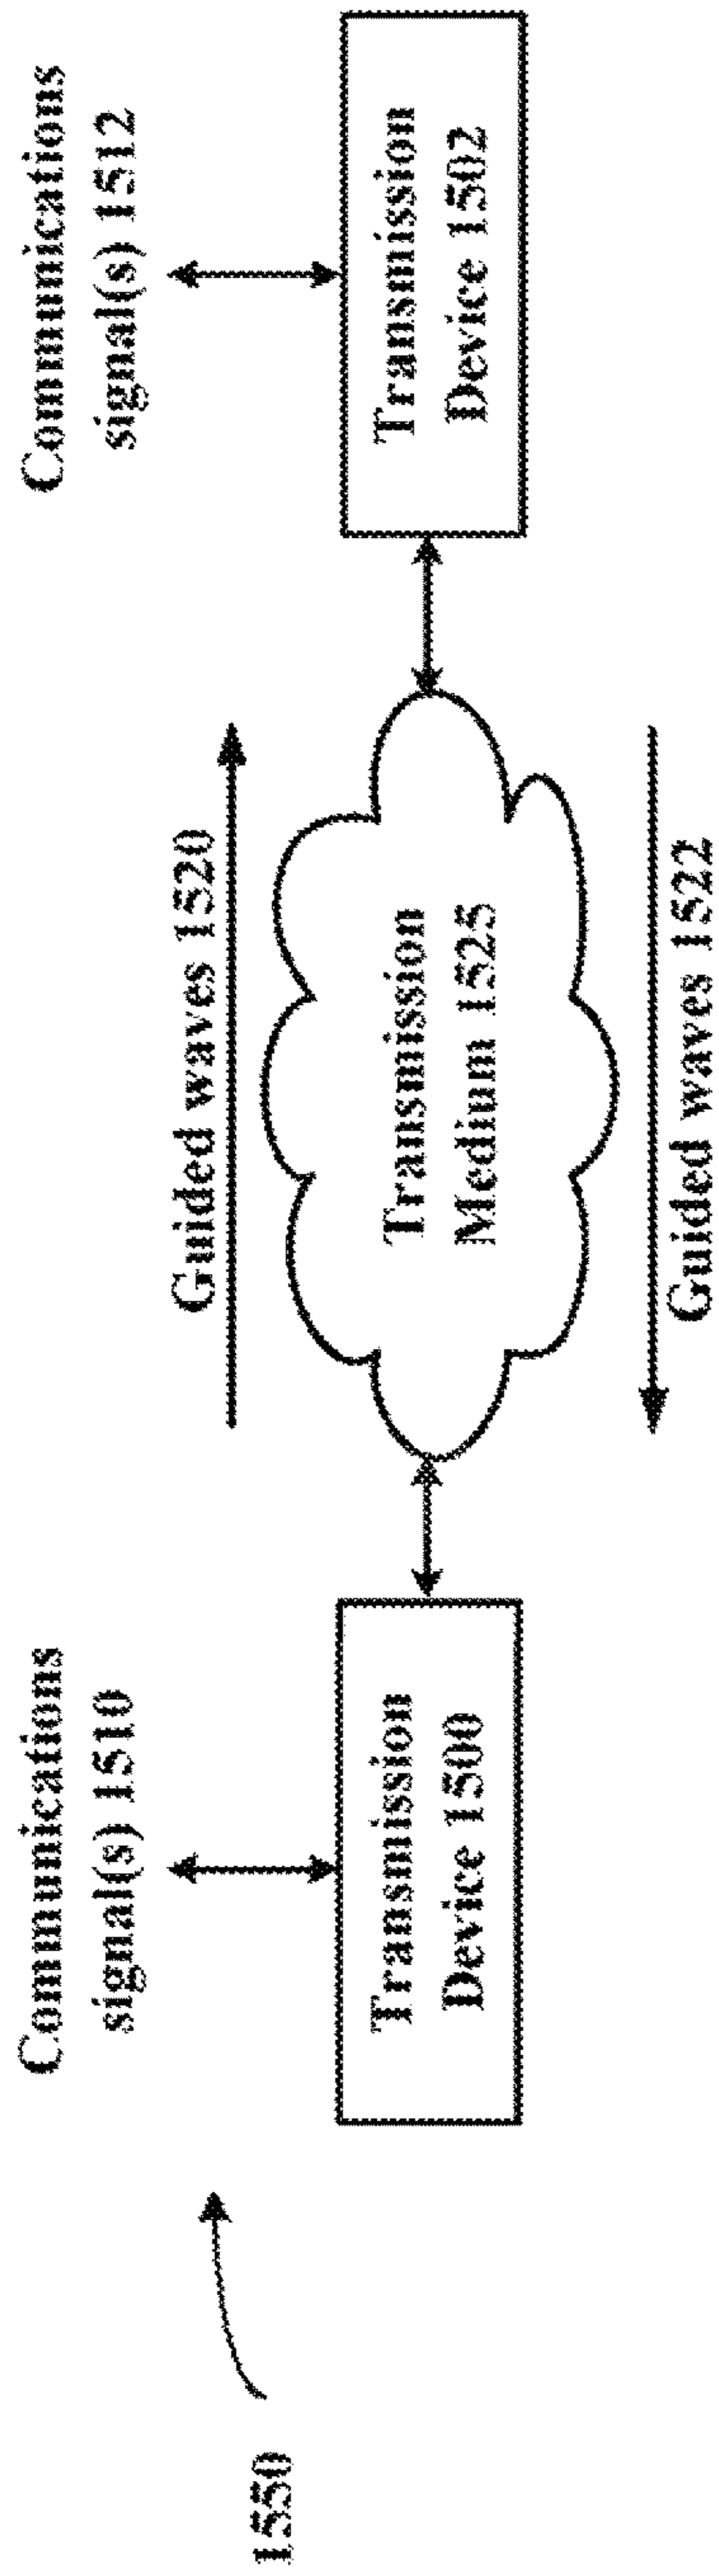 1550
Communications
signal(s) 1510
Transmission
Device 1500
Guided waves 1520
Transmission
Medium 1525
Guided waves 1522
Communications
signal(s) 1512
Transmission
Device 1502